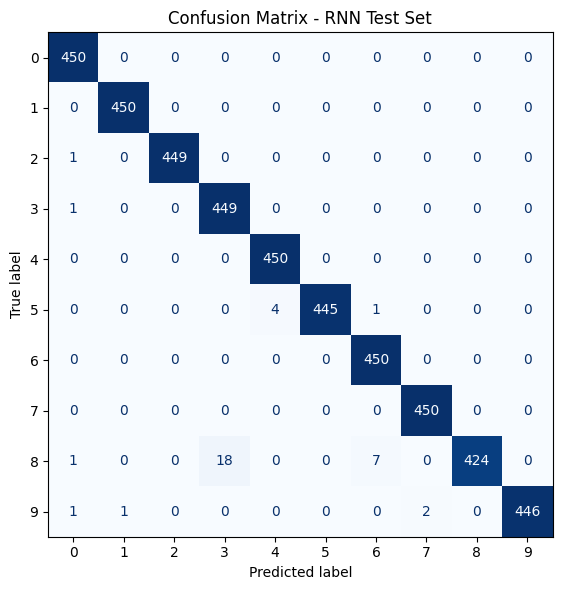 Confusion Matrix - RNN Test Set
0 450 0 0 0 0 0 0 0 0 0
1 0 450 0 0 0 0 0 0 0 0
2 1 0 449 0 0 0 0 0 0 0
3 1 0 0 449 0 0 0 0 0 0
4 0 0 0 0 450 0 0 0 0 0
5 0 0 0 0 4 445 1 0 0 0
6 0 0 0 0 0 0 450 0 0 0
7 0 0 0 0 0 0 0 450 0 0
8 1 0 0 18 0 0 7 0 424 0
9 1 1 0 0 0 0 0 2 0 446
0 1 2 3 4 5 6 7 8 9
True label
Predicted label